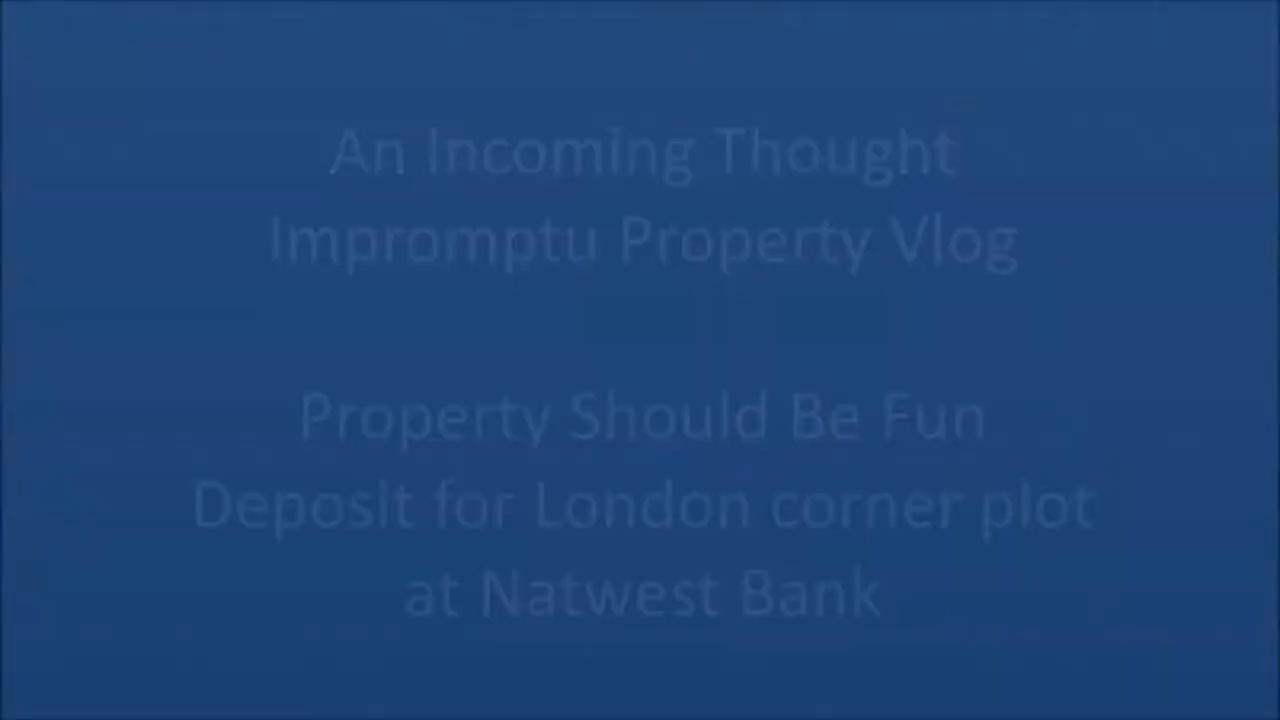 An Incoming Thought
Impromptu Property Vlog
Property Should Be Fun
Deposit for London corner plot
at Natwest Bank